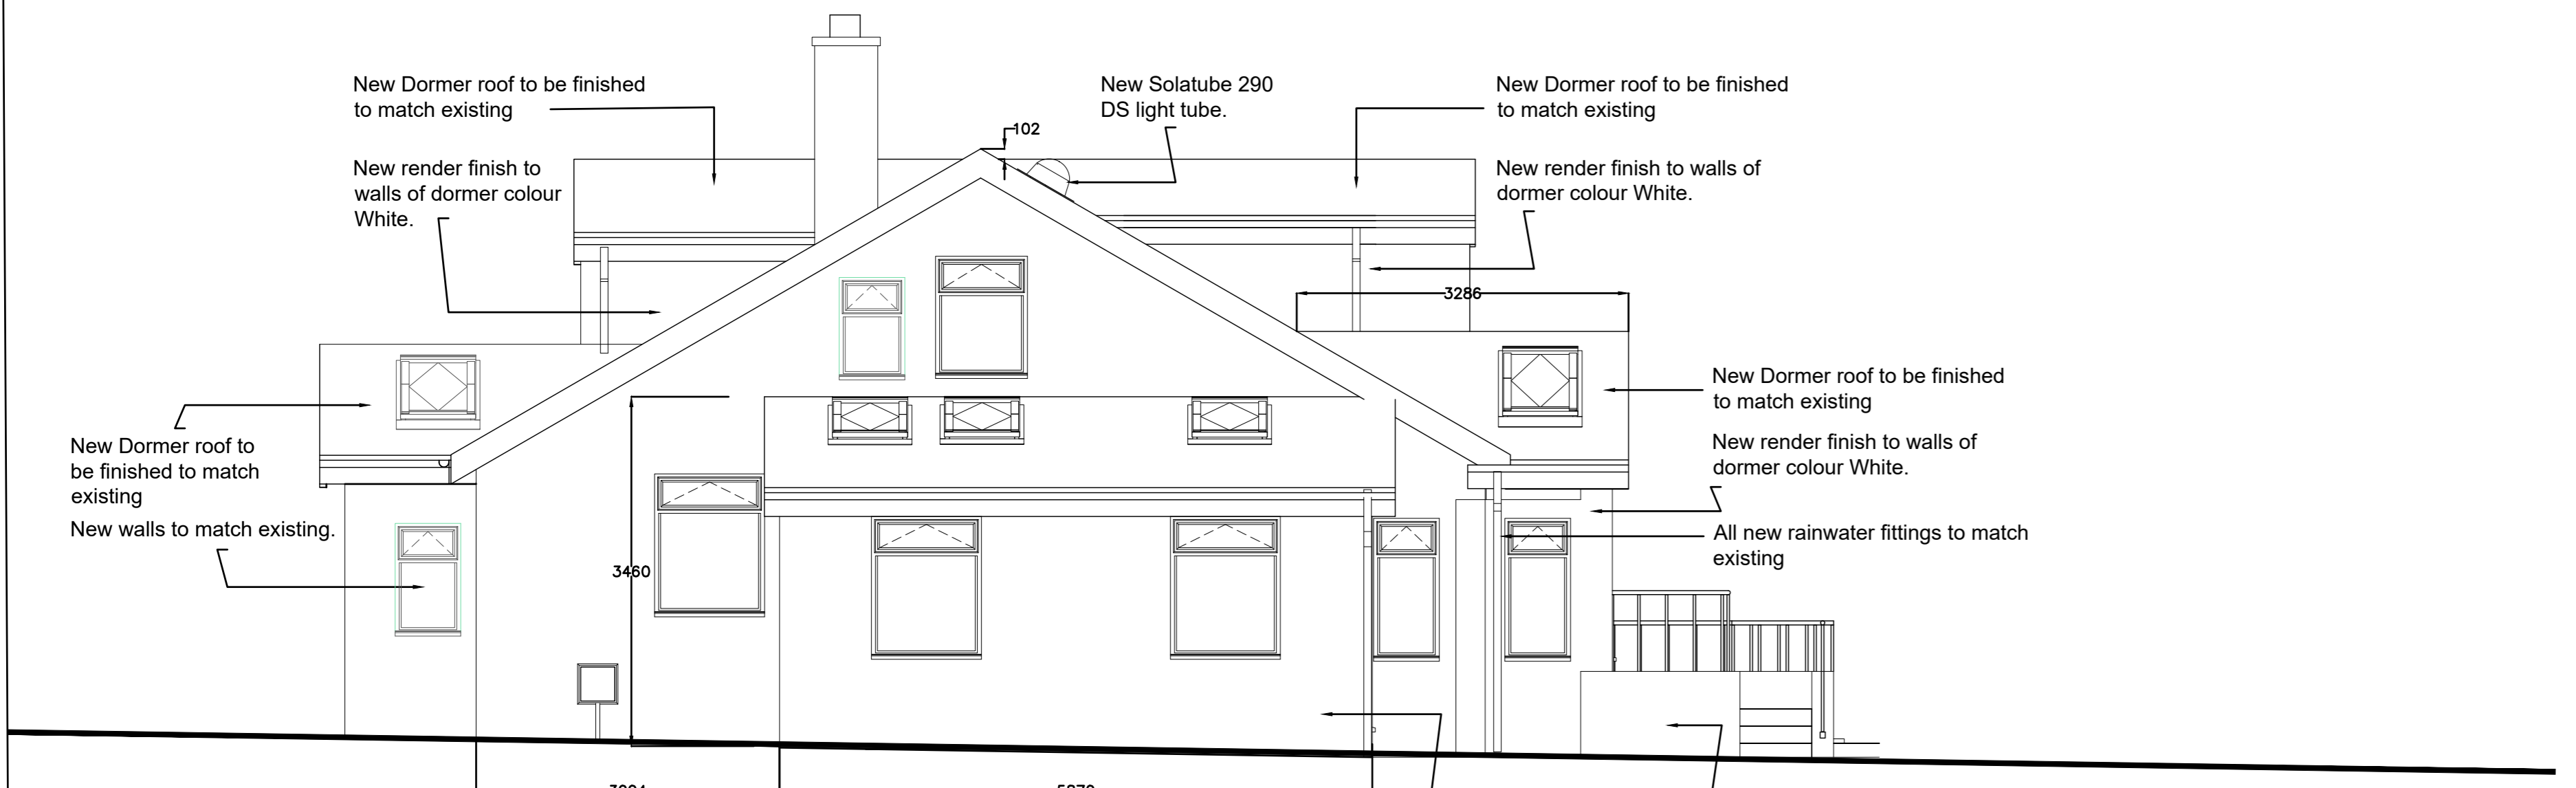 New Dormer roof to be finished
to match existing
New Solatube 290
DS light tube.
New Dormer roof to be finished
to match existing
102
New render finish to
walls of dormer colour
White.
New render finish to walls of
dormer colour White.
3286
New Dormer roof to be finished
to match existing
New Dormer roof to
be finished to match
existing
New render finish to walls of
dormer colour White.
New walls to match existing.
All new rainwater fittings to match
existing
3460